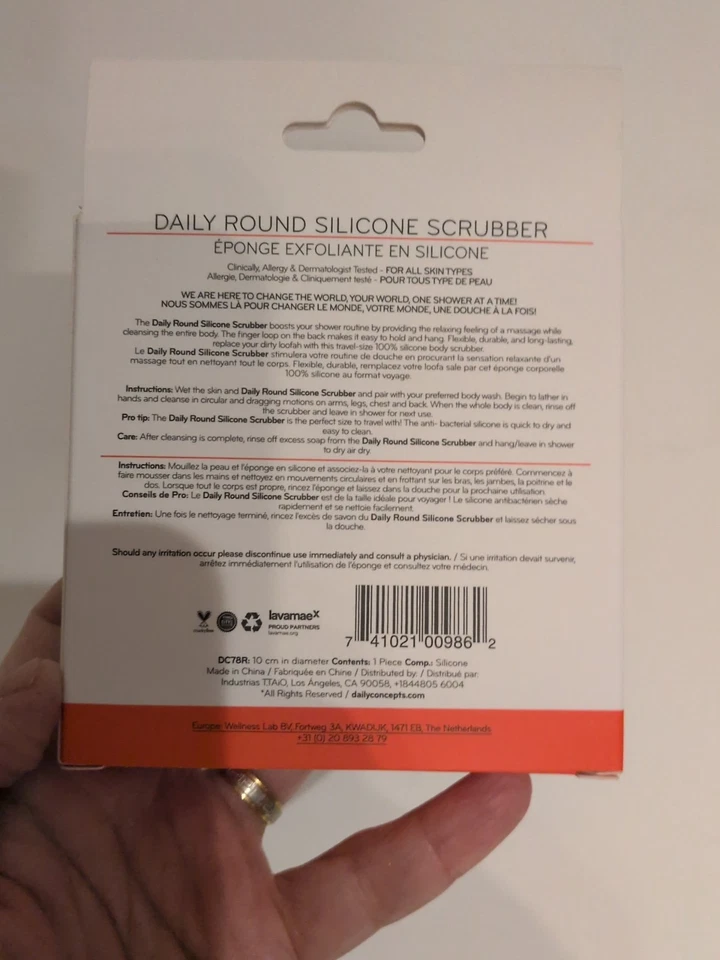 DAILY ROUND SILICONE SCRUBBER
ÉPONGE EXFOLIANTE EN SILICONE
Clinically, Allergy & Dermatologist Tested - FOR ALL SKIN TYPES
Allergie, Dermatologie & Cliniquement testé - POUR TOUS TYPE DE PEAU
WE ARE HERE TO CHANGE THE WORLD, YOUR WORLD, ONE SHOWER AT A TIME!
NOUS SOMMES LÀ POUR CHANGER LE MONDE, VOTRE MONDE, UNE DOUCHE À LA FOIS!
The Daily Round Silicone Scrubber boosts your shower routine by providing the relaxing feeling of a massage while
cleansing the entire body. The finger loop on the back makes it easy to hold and hang. Flexible, durable, and long-lasting,
replace your dirty loofah with this travel-size 100% silicone body scrubber.
Le Daily Round Silicone Scrubber stimulera votre routine de douche en procurant la sensation relaxante d'un
massage tout en nettoyant tout le corps. Flexible, durable, remplacez votre loofa sale par cet éponge corporelle
100% silicone au format voyage.
Instructions: Wet the skin and Daily Round Silicone Scrubber and pair with your preferred body wash. Begin to lather in
hands and cleanse in circular and dragging motions on arms, legs, chest and back. When the whole body is clean, rinse off
the scrubber and leave in shower for next use.
Pro tip: The Daily Round Silicone Scrubber is the perfect size to travel with! The anti- bacterial silicone is quick to dry and
easy to clean.
Care: After cleansing is complete, rinse off excess soap from the Daily Round Silicone Scrubber and hang/leave in shower
to dry air dry.
Instructions: Mouillez la peau et l'éponge en silicone et associez-la à votre nettoyant pour le corps préféré. Commencez à
faire mousser dans les mains et nettoyez en mouvements circulaires et en frottant sur les bras, les jambes, la poitrine et le
dos. Lorsque tout le corps est propre, rincez l'éponge et laissez dans la douche pour la prochaine utilisation.
Conseils de Pro: Le Daily Round Silicone Scrubber est de la taille idéale pour voyager ! Le silicone antibactérien sèche
rapidement et se nettoie facilement.
Entretien: Une fois le nettoyage terminé, rincez l'excès de savon du Daily Round Silicone Scrubber et laissez sécher sous
la douche.
Should any irritation occur please discontinue use immediately and consult a physician. / Si une irritation devait survenir,
arrêtez immédiatement l'utilisation de l'éponge et consultez votre médecin.
lavamaeX
PROUD PARTNERS
lavamae.org
7 41021 00986 2
DC78R: 10 cm in diameter Contents: 1 Piece Comp.: Silicone
Made in China / Fabriquée en Chine / Distributed by: / Distribué par:
Industrias TTAiO, Los Ángeles, CA 90058, +1844805 6004
*All Rights Reserved / dailyconcepts.com
Europe: Wellness Lab BV, Fortweg 3A, KWADIJK, 1471 EB, The Netherlands
+31 (0) 20 893 28 79